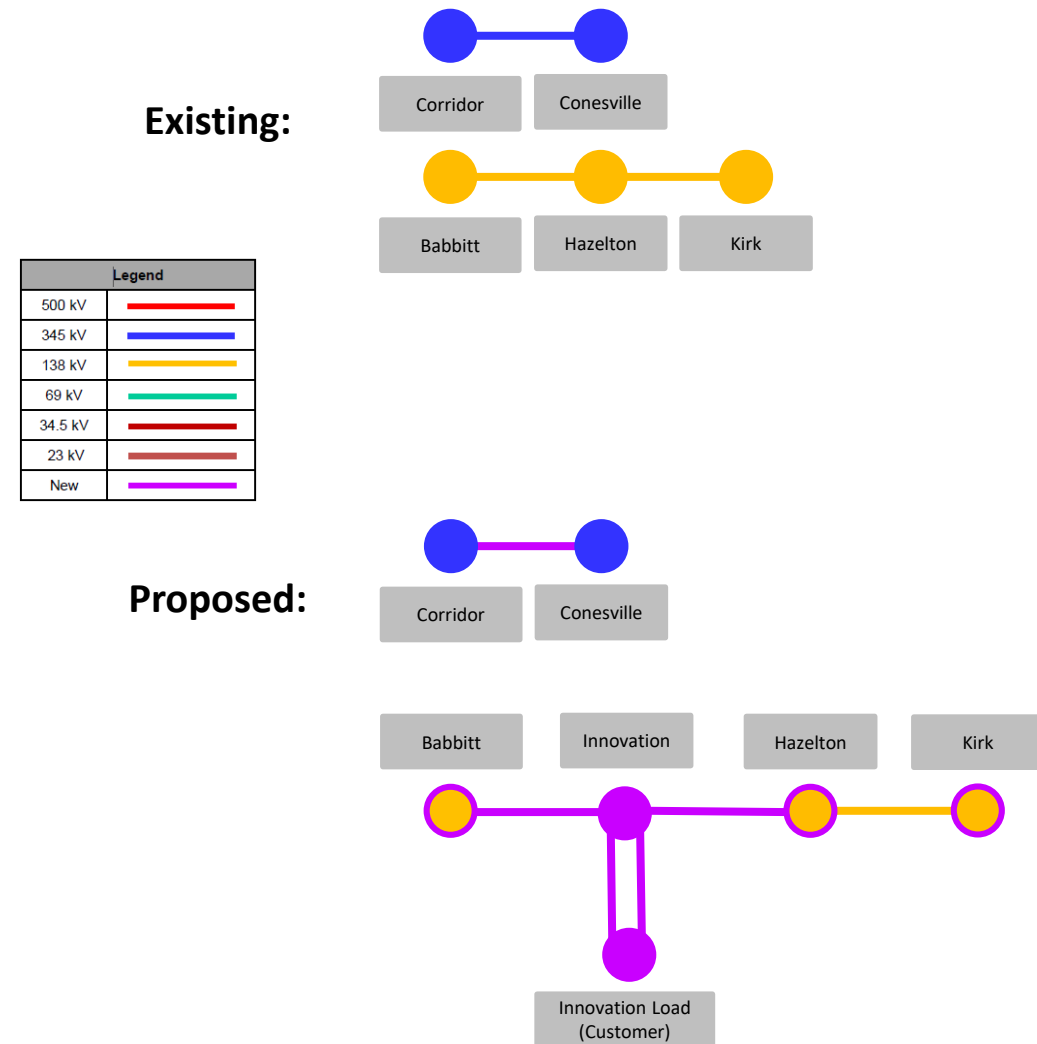 Existing:
Corridor
Conesville
Babbitt
Hazelton
Kirk
Legend
500 kV
345 kV
138 kV
69 kV
34.5 kV
23 kV
New
Proposed:
Corridor
Conesville
Babbitt
Innovation
Hazelton
Kirk
Innovation Load
(Customer)